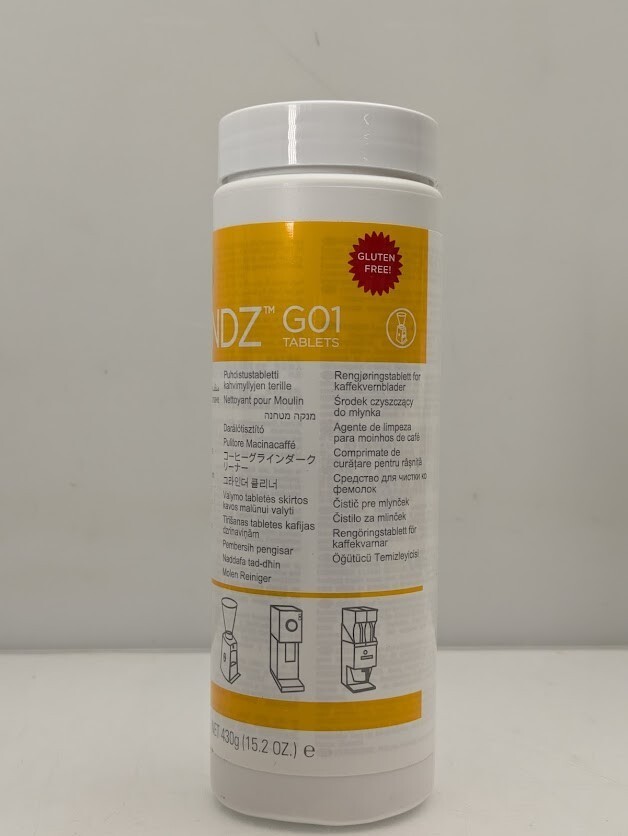 GLUTEN
FREE!
NDZ™ G01
TABLETS
Puhdistustabletti
kahvimyllyjen terille
Nettoyant pour Moulin
מנקה מטחנה
Darálótisztító
Pulitore Macinacaffé
コーヒーグラインダーク
リーナー
그라인더 클리너
Valymo tabletės skirtos
kavos malūnui valyti
Tīrīšanas tabletes kafijas
dzirnaviņām
Pembersih pengisar
Naddafa tad-dħin
Molen Reiniger
Rengjøringstablett for
kaffekvernblader
Środek czyszczący
do młynka
Agente de limpeza
para moinhos de café
Comprimate de
curățare pentru râșniță
Средство для чистки ко
фемолок
Čistič pre mlynček
Čistilo za mlinček
Rengöringstablett för
kaffekvarnar
Öğütücü Temizleyicisi
NET 430g (15.2 OZ.) ℮